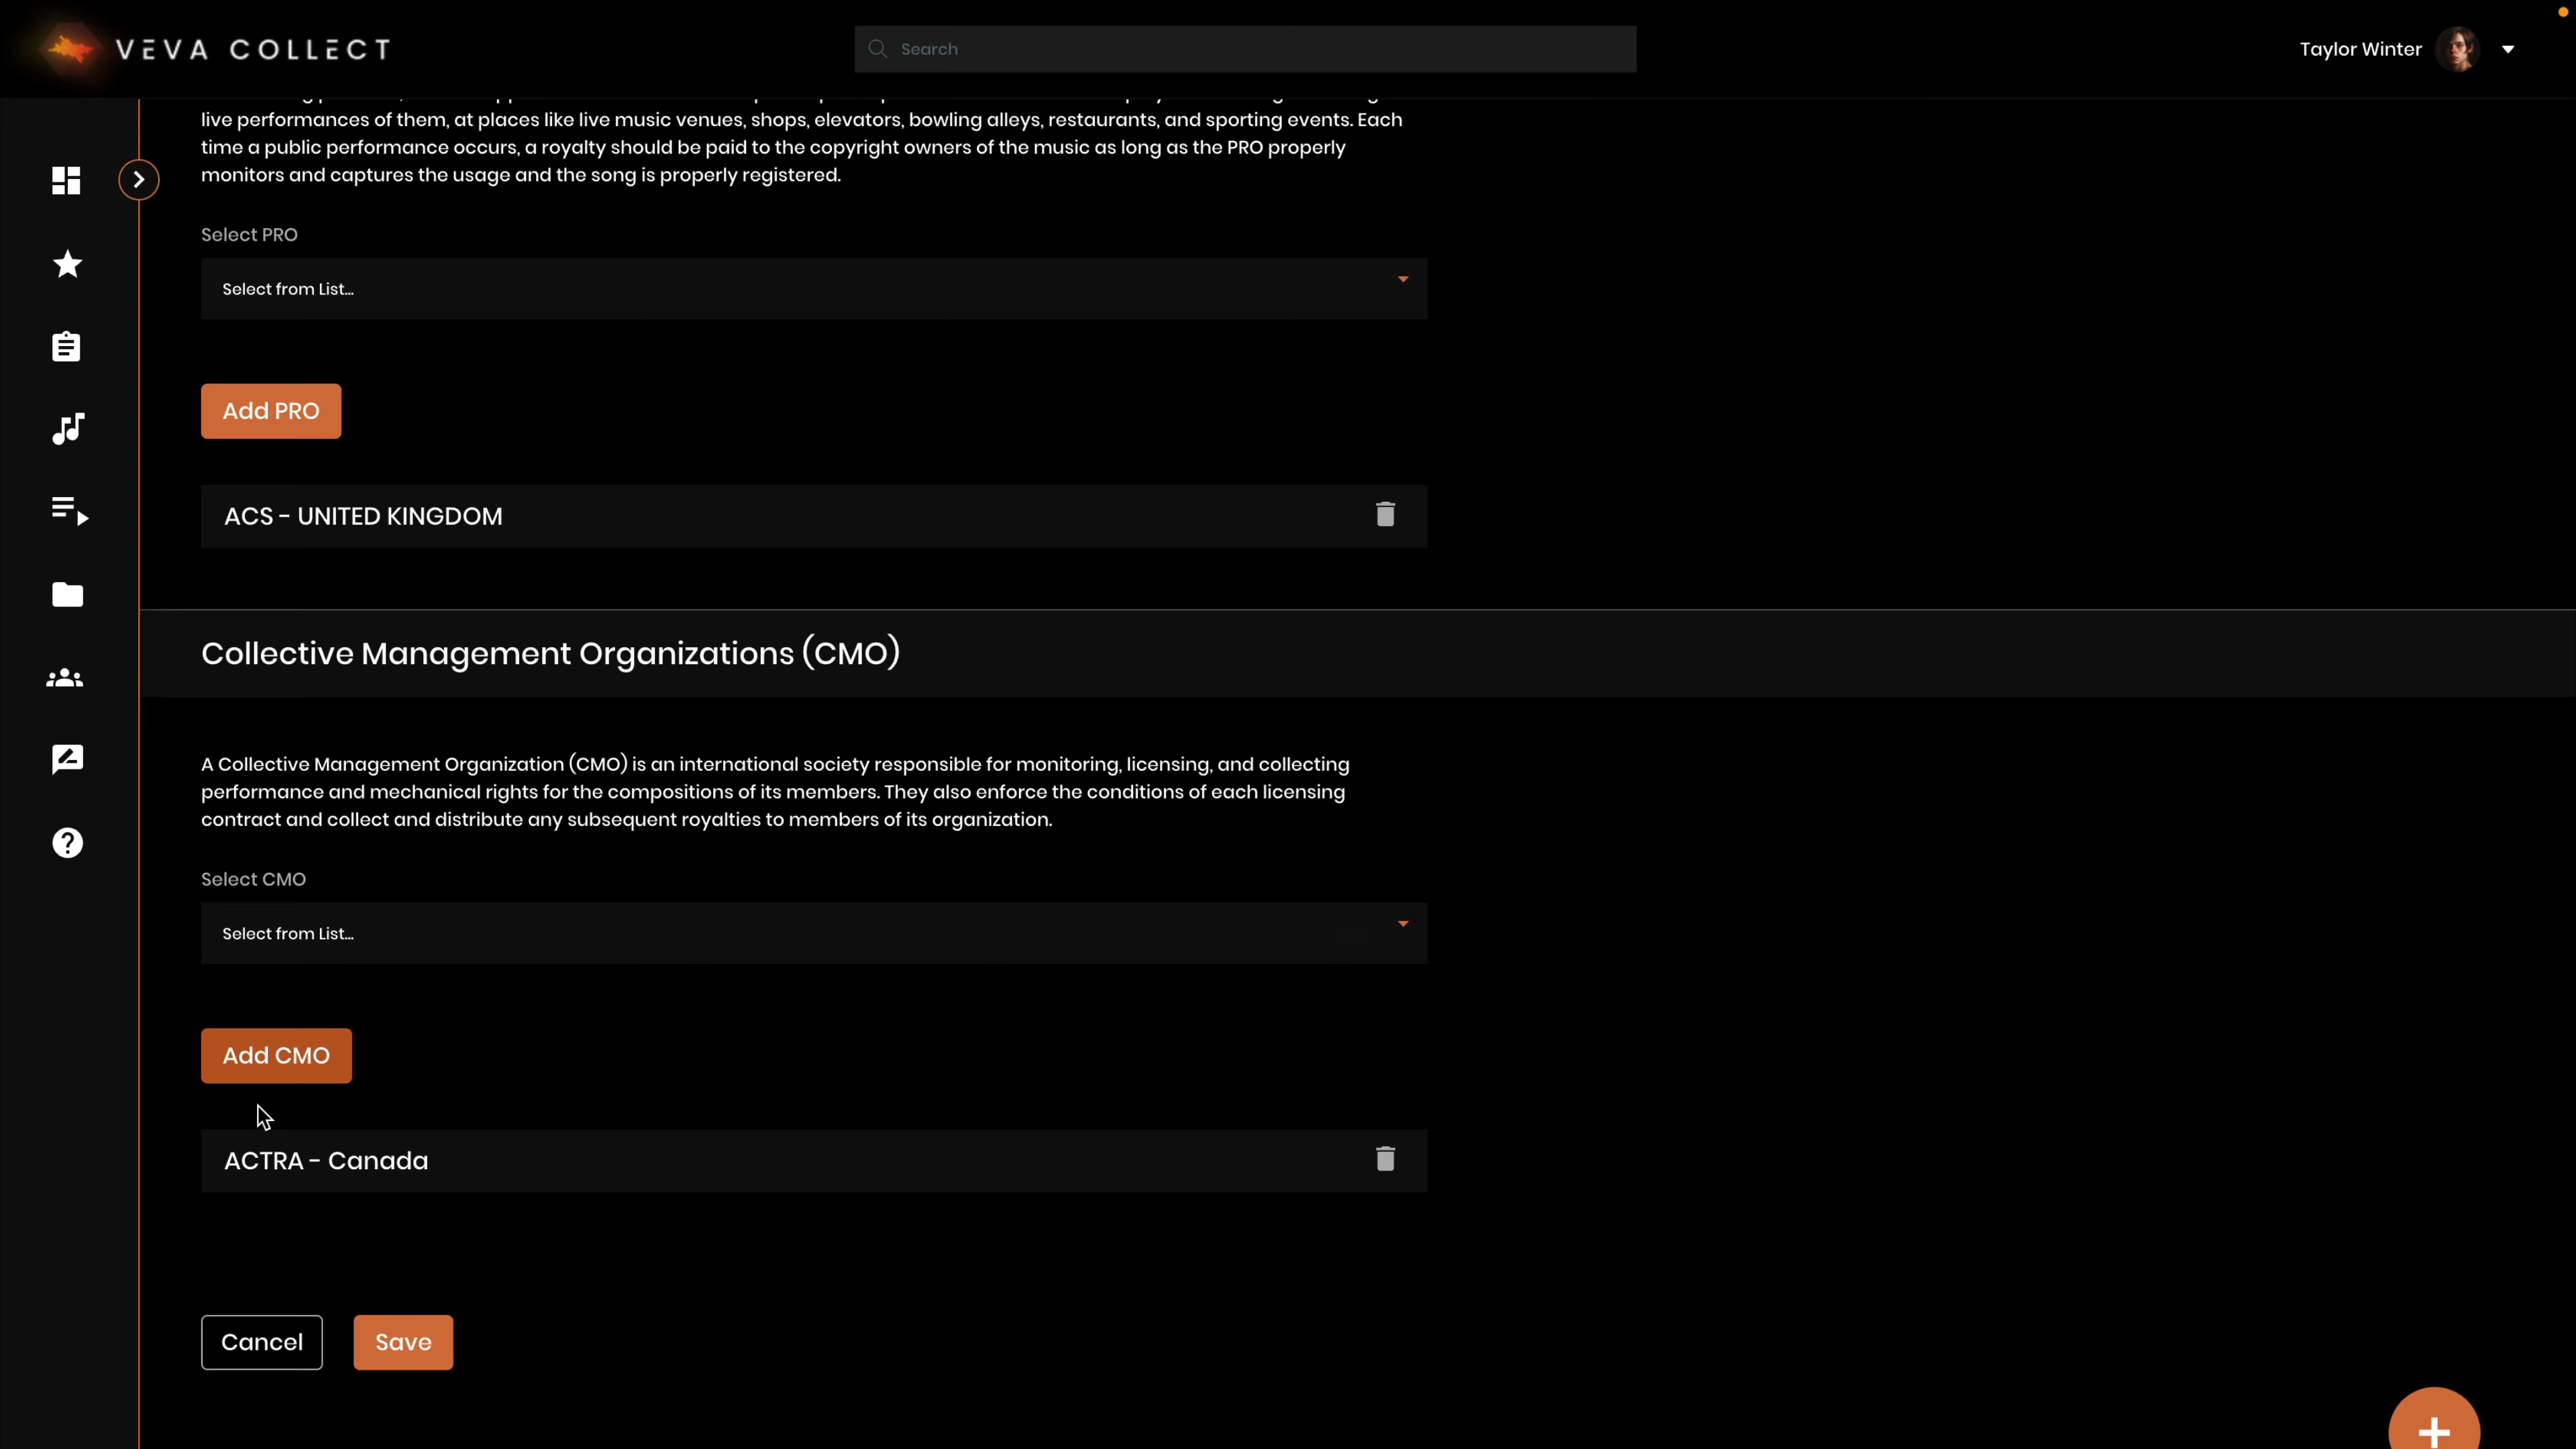 VEVA COLLECT
Search
Taylor Winter
live performances of them, at places like live music venues, shops, elevators, bowling alleys, restaurants, and sporting events. Each
time a public performance occurs, a royalty should be paid to the copyright owners of the music as long as the PRO properly
monitors and captures the usage and the song is properly registered.
Select PRO
Select from List...
Add PRO
ACS - UNITED KINGDOM
Collective Management Organizations (CMO)
A Collective Management Organization (CMO) is an international society responsible for monitoring, licensing, and collecting
performance and mechanical rights for the compositions of its members. They also enforce the conditions of each licensing
contract and collect and distribute any subsequent royalties to members of its organization.
Select CMO
Select from List...
Add CMO
ACTRA - Canada
Cancel
Save